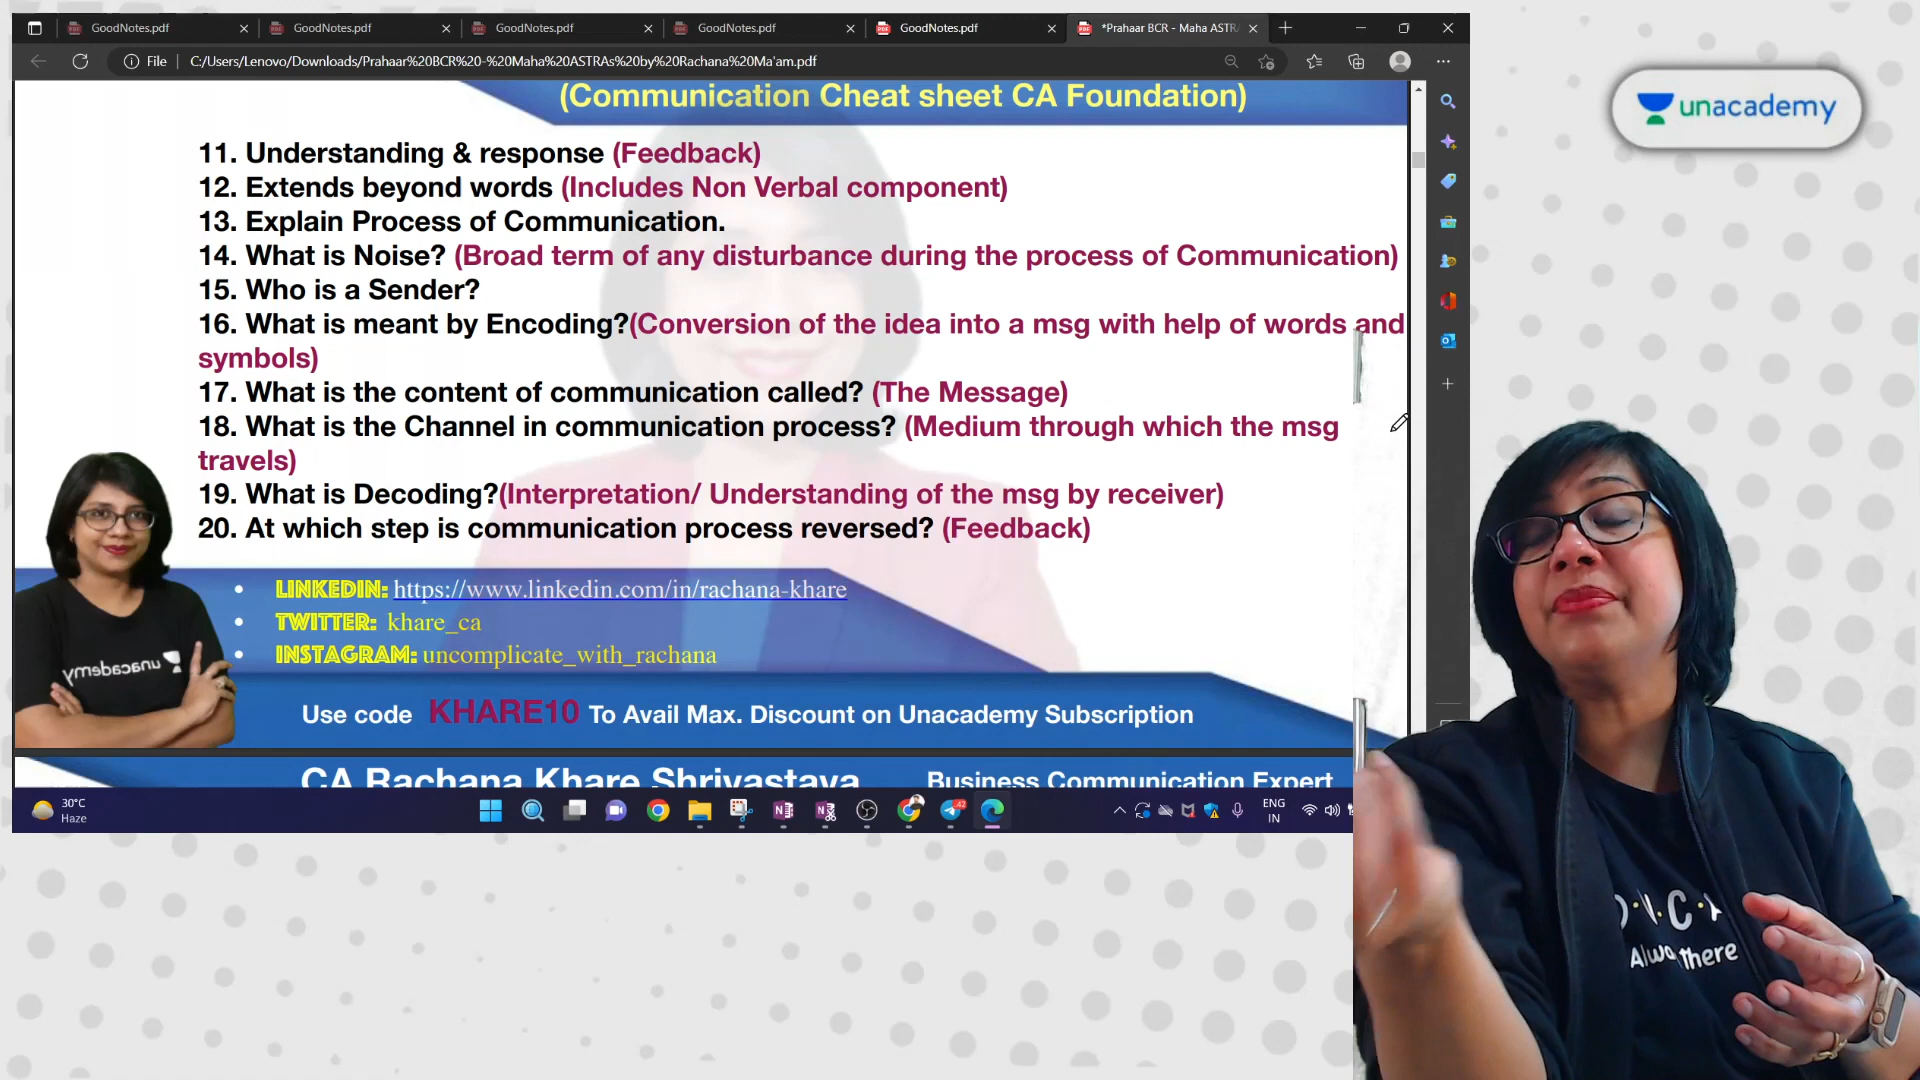 GoodNotes.pdf
GoodNotes.pdf
GoodNotes.pdf
GoodNotes.pdf
GoodNotes.pdf
*Prahaar BCR - Maha ASTR
File
C:/Users/Lenovo/Downloads/Prahaar%20BCR%20-%20Maha%20ASTRAs%20by%20Rachana%20Ma'am.pdf
unacademy
(Communication Cheat sheet CA Foundation)
11. Understanding & response (Feedback)
12. Extends beyond words (Includes Non Verbal component)
13. Explain Process of Communication.
14. What is Noise? (Broad term of any disturbance during the process of Communication)
15. Who is a Sender?
16. What is meant by Encoding?(Conversion of the idea into a msg with help of words and
symbols)
17. What is the content of communication called? (The Message)
18. What is the Channel in communication process? (Medium through which the msg
travels)
19. What is Decoding?(Interpretation/ Understanding of the msg by receiver)
20. At which step is communication process reversed? (Feedback)
unacademy
• LINKEDIN: https://www.linkedin.com/in/rachana-khare
• TWITTER: khare_ca
• INSTAGRAM: uncomplicate_with_rachana
Use code KHARE10 To Avail Max. Discount on Unacademy Subscription
CA Rachana Khare Shrivastava Business Communication Expert
30°C
Haze
42
ENG
IN
Always there